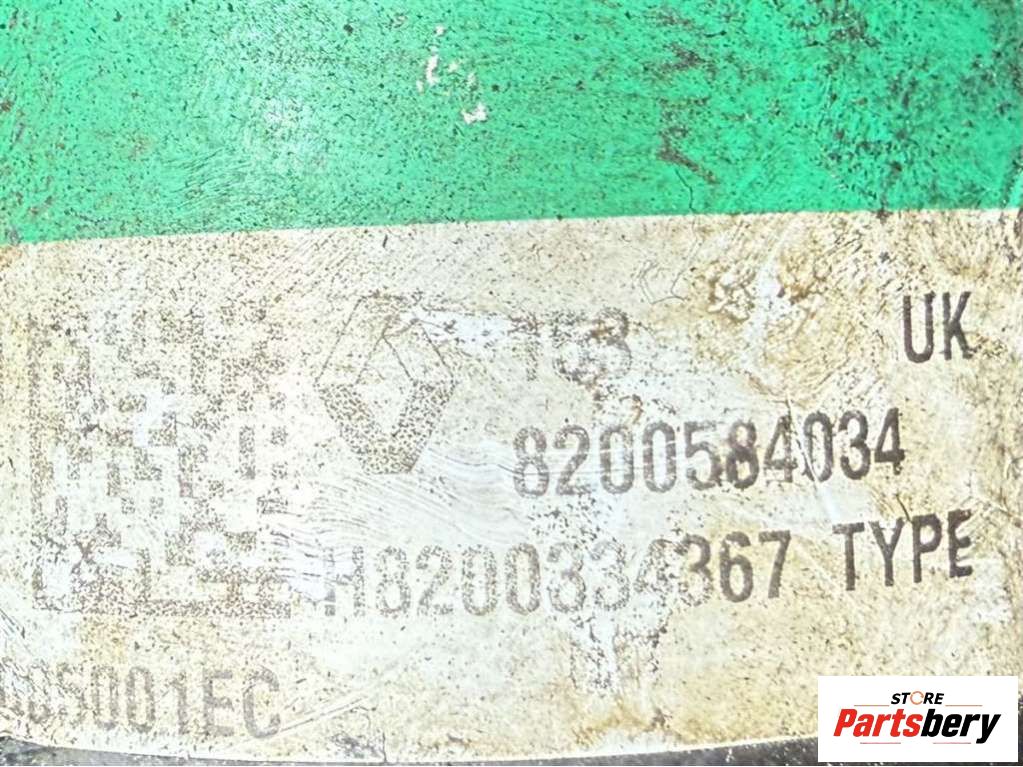 UK
8200584034
H8200334367 TYPE
STORE
Partsbery